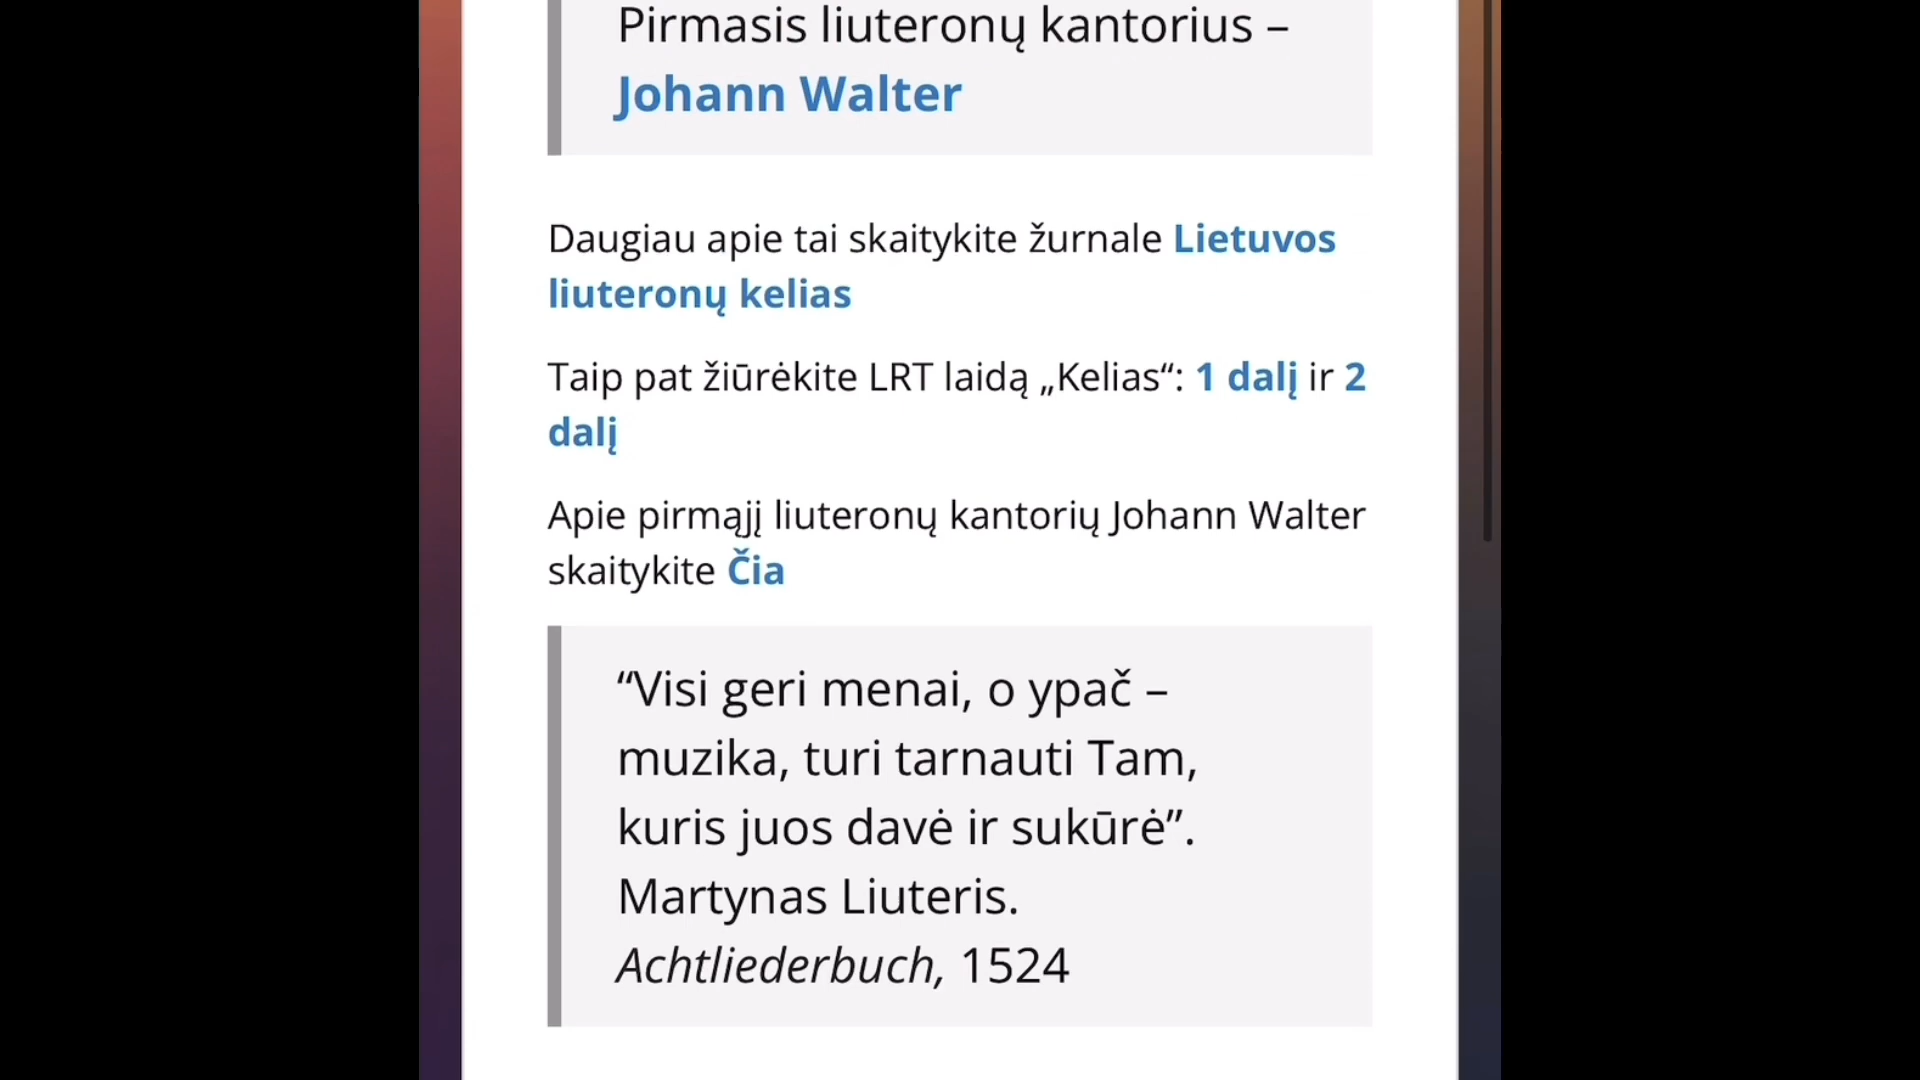 Pirmasis liuteronų kantorius –
Johann Walter
Daugiau apie tai skaitykite žurnale Lietuvos
liuteronų kelias
Taip pat žiūrėkite LRT laidą „Kelias“: 1 dalį ir 2
dalį
Apie pirmąjį liuteronų kantorių Johann Walter
skaitykite Čia
“Visi geri menai, o ypač –
muzika, turi tarnauti Tam,
kuris juos davė ir sukūrė”.
Martynas Liuteris.
Achtliederbuch, 1524